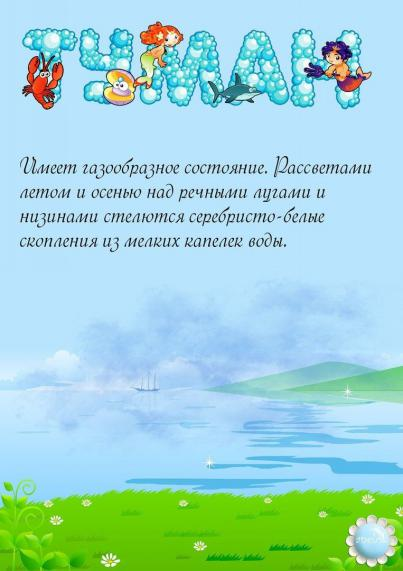 ТУМАН
Имеет газообразное состояние. Рассветами
летом и осенью над речными лугами и
низинами стелются серебристо-белые
скопления из мелких капелек воды.